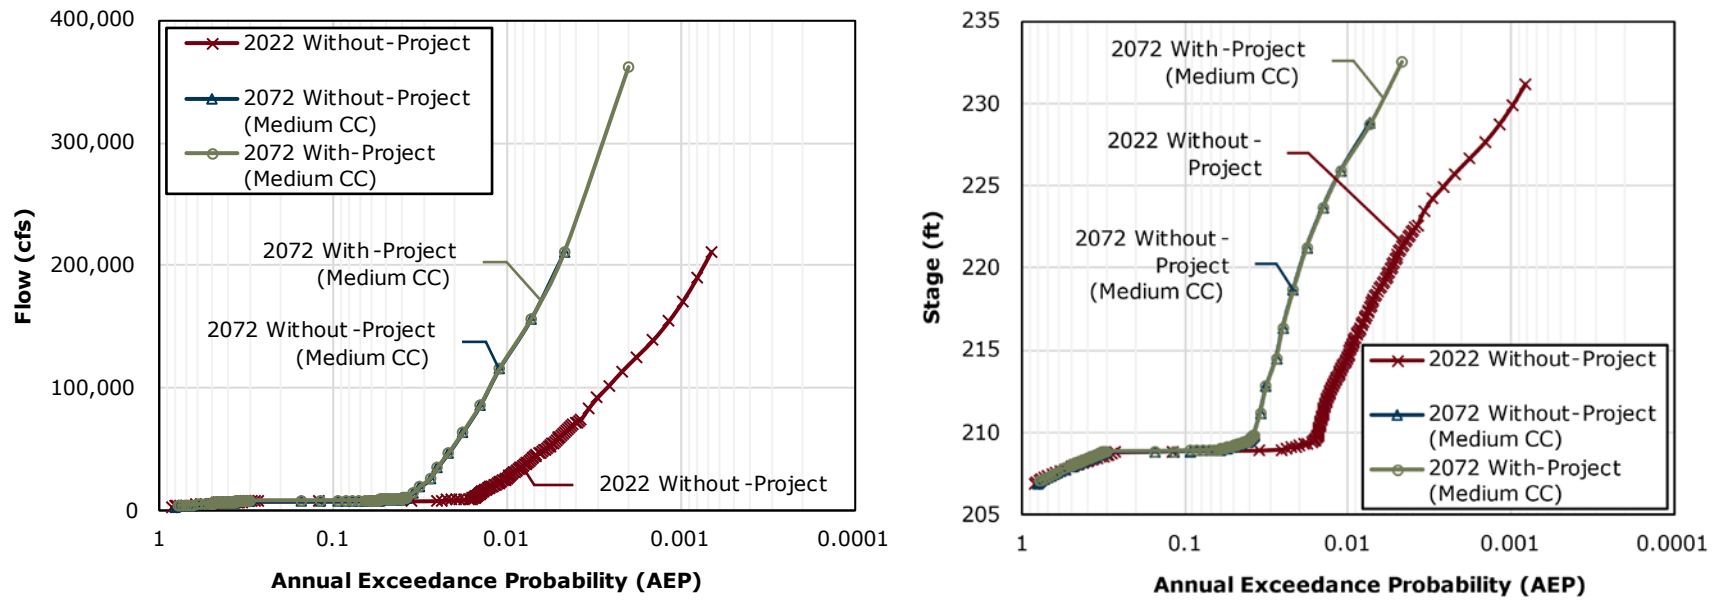 400,000
300,000
200,000
100,000
0
Flow (cfs)
2022 Without-Project
2072 Without-Project
(Medium CC)
2072 With-Project
(Medium CC)
2072 With-Project
(Medium CC)
2072 Without-Project
(Medium CC)
2022 Without-Project
1
0.1
0.01
0.001
0.0001
Annual Exceedance Probability (AEP)
235
230
225
220
215
210
205
Stage (ft)
2072 With-Project
(Medium CC)
2022 Without-
Project
2072 Without-
Project
(Medium CC)
2022 Without-Project
2072 Without-Project
(Medium CC)
2072 With-Project
(Medium CC)
1
0.1
0.01
0.001
0.0001
Annual Exceedance Probability (AEP)